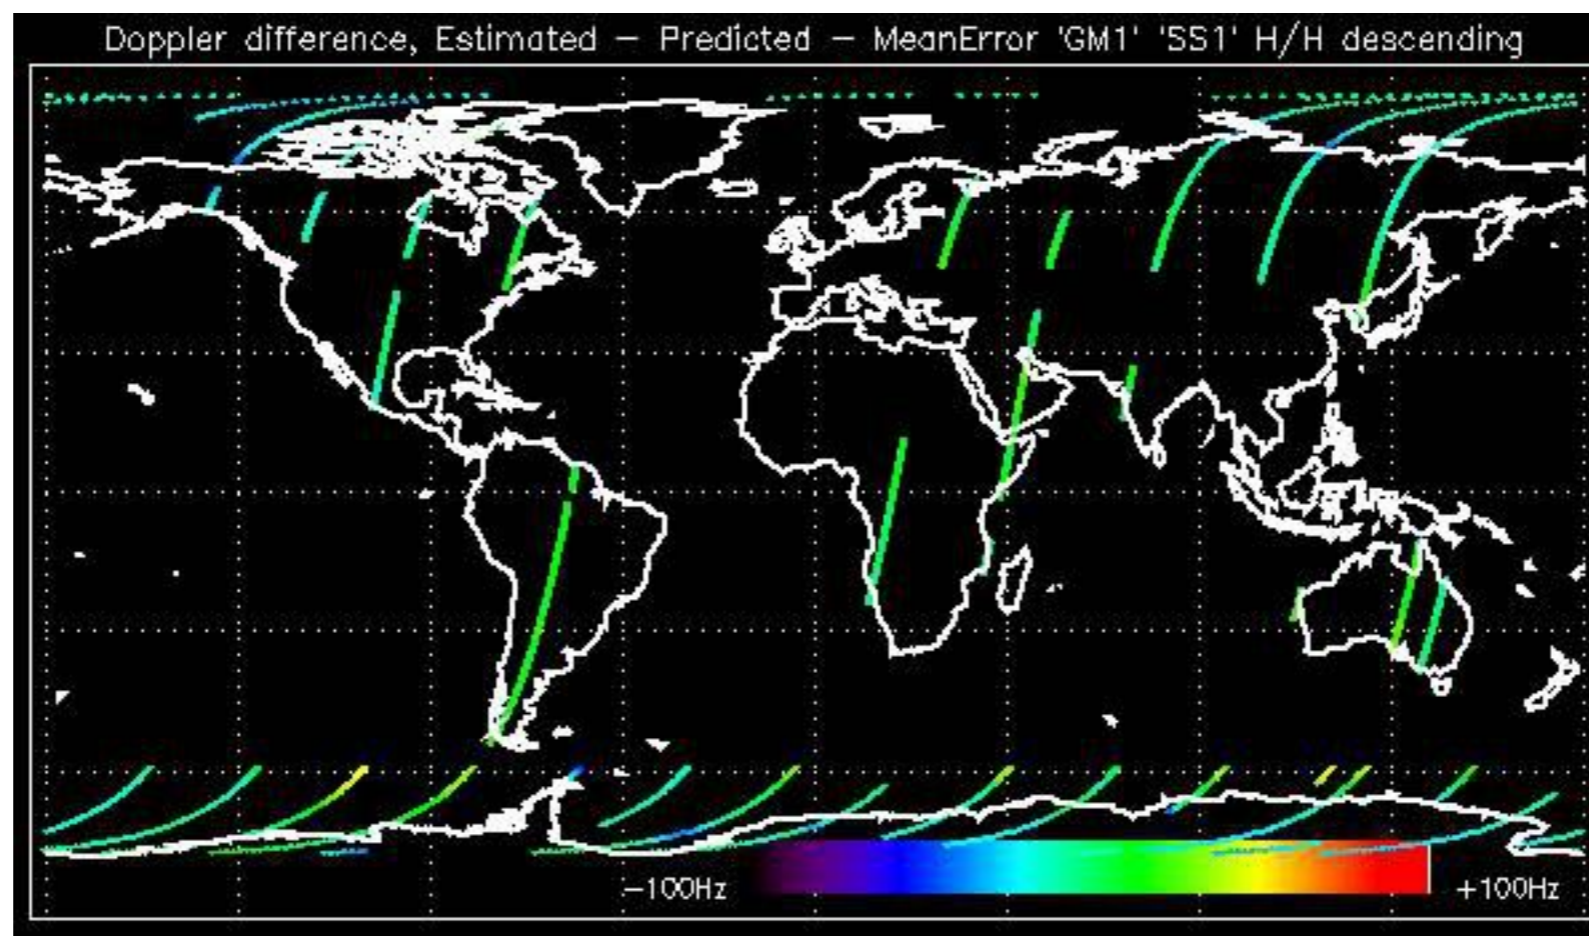 Doppler difference, Estimated – Predicted – MeanError 'GM1' 'SS1' H/H descending
–100Hz
+100Hz